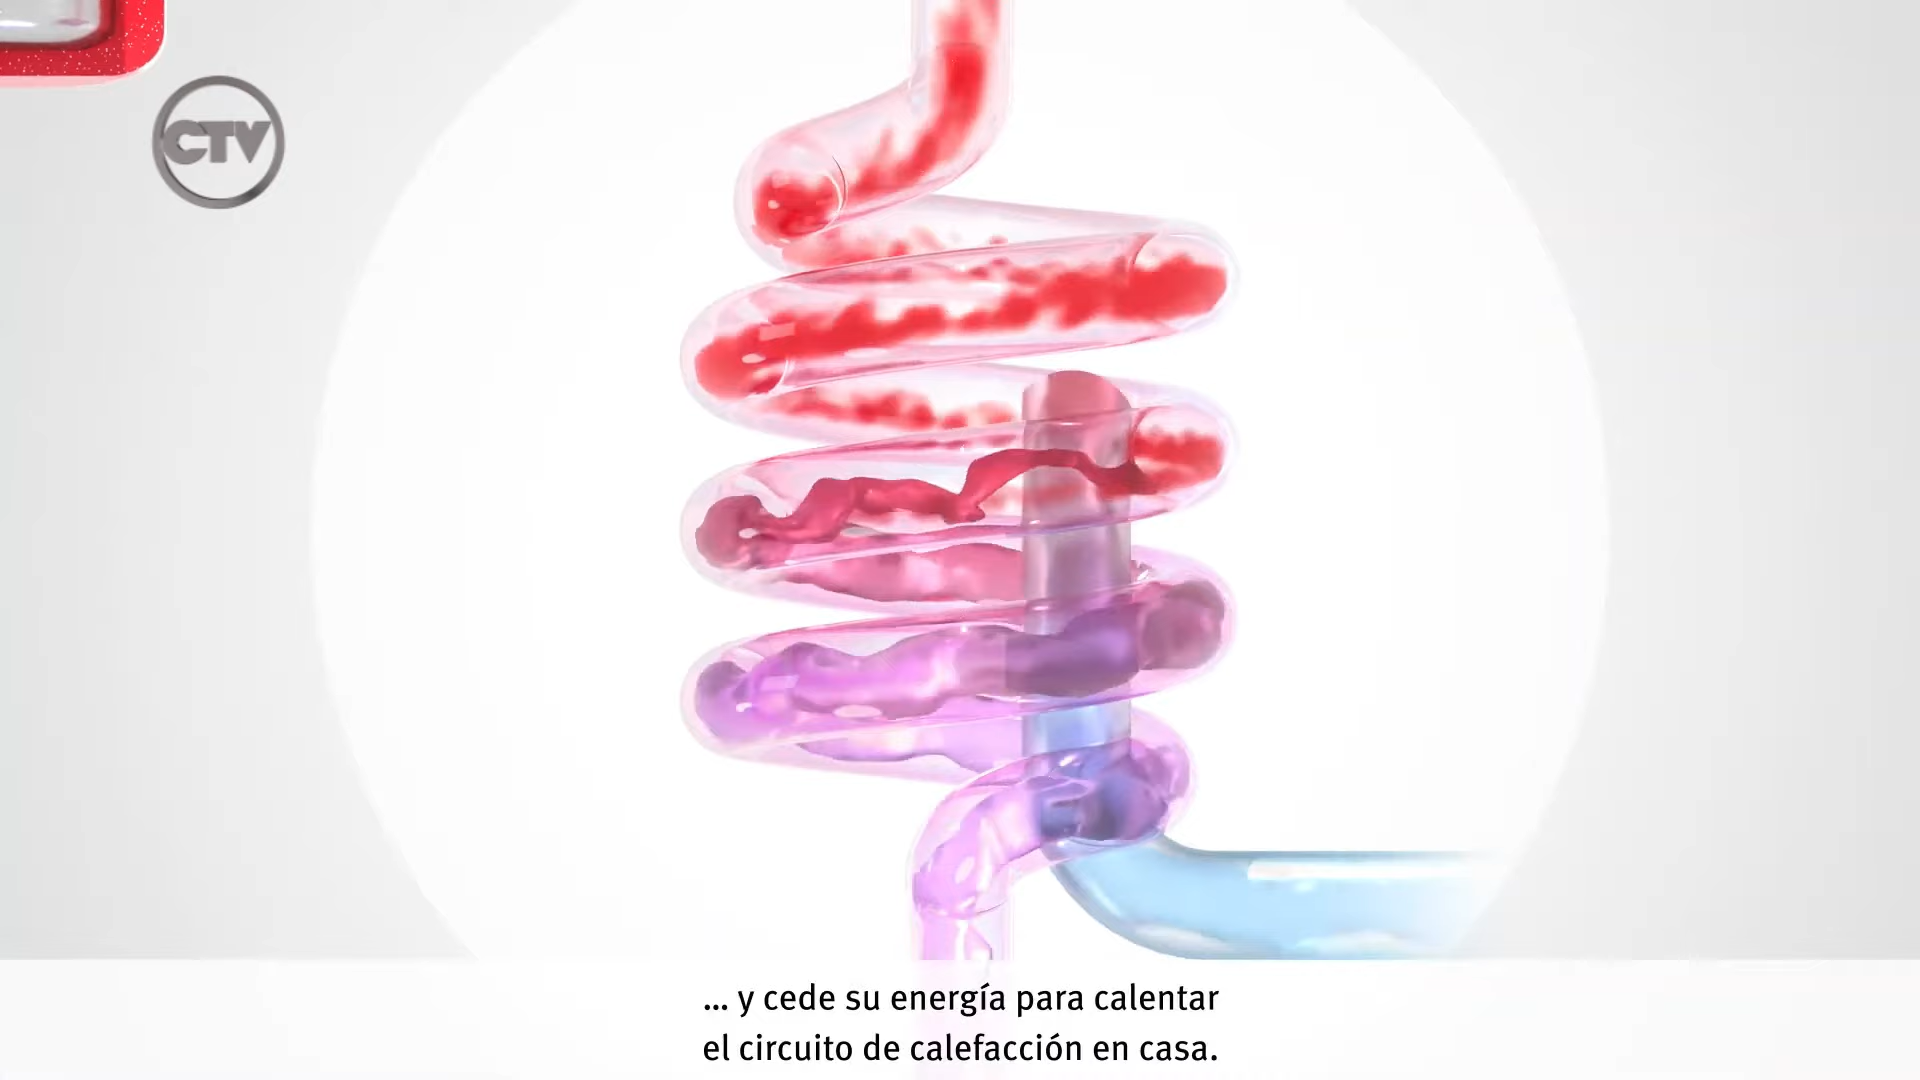 CTV
... y cede su energía para calentar
el circuito de calefacción en casa.